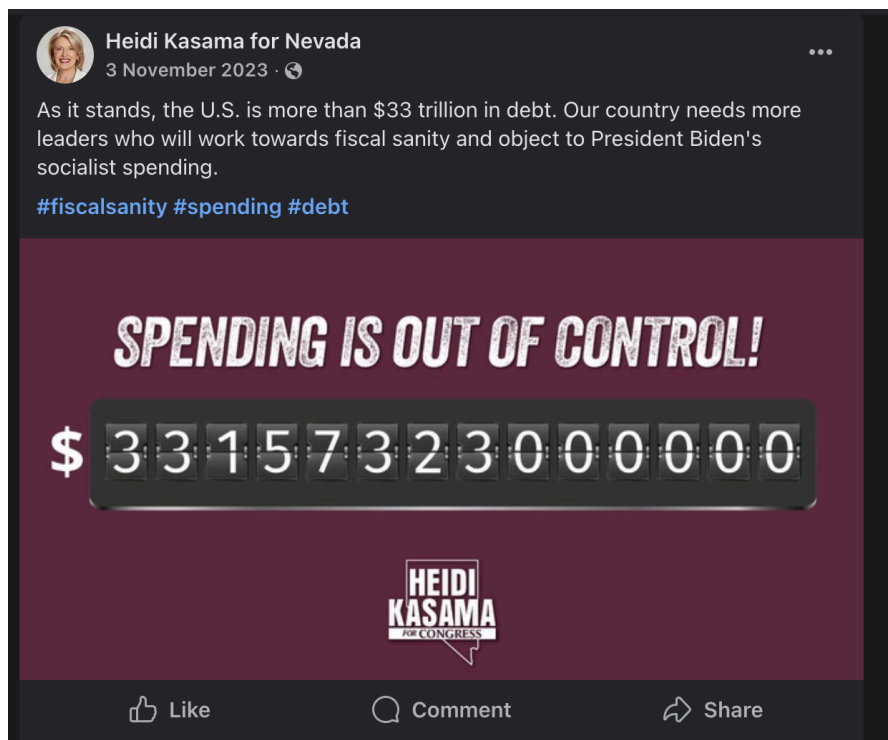 Heidi Kasama for Nevada
3 November 2023 ·
As it stands, the U.S. is more than $33 trillion in debt. Our country needs more
leaders who will work towards fiscal sanity and object to President Biden's
socialist spending.
#fiscalsanity #spending #debt
SPENDING IS OUT OF CONTROL!
$33157323000000
HEIDI
KASAMA
FOR CONGRESS
Like Comment Share